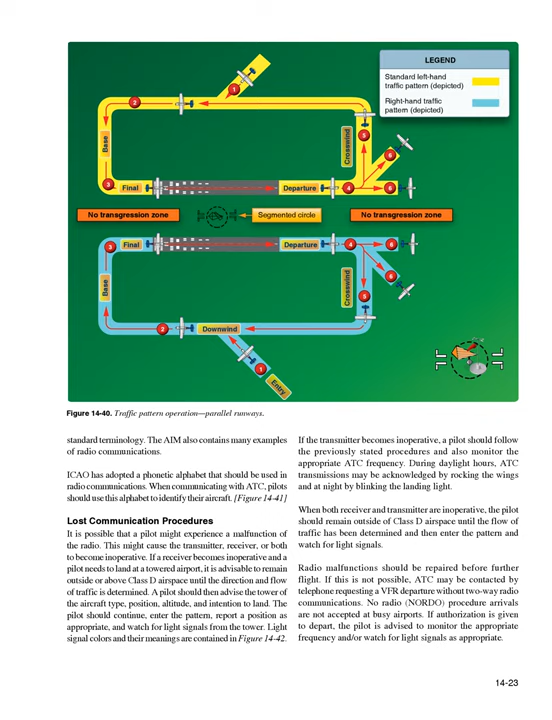 LEGEND
Standard left-hand
traffic pattern (depicted)
Right-hand traffic
pattern (depicted)
1
2
Base
Crosswind
5
6
3
Final
Departure
4
6
No transgression zone
Segmented circle
No transgression zone
3
Final
Departure
4
6
Base
Crosswind
6
5
2
Downwind
1
Entry
Figure 14-40. Traffic pattern operation—parallel runways.
standard terminology. The AIM also contains many examples
of radio communications.
ICAO has adopted a phonetic alphabet that should be used in
radio communications. When communicating with ATC, pilots
should use this alphabet to identify their aircraft. [Figure 14-41]
Lost Communication Procedures
It is possible that a pilot might experience a malfunction of
the radio. This might cause the transmitter, receiver, or both
to become inoperative. If a receiver becomes inoperative and a
pilot needs to land at a towered airport, it is advisable to remain
outside or above Class D airspace until the direction and flow
of traffic is determined. A pilot should then advise the tower of
the aircraft type, position, altitude, and intention to land. The
pilot should continue, enter the pattern, report a position as
appropriate, and watch for light signals from the tower. Light
signal colors and their meanings are contained in Figure 14-42.
If the transmitter becomes inoperative, a pilot should follow
the previously stated procedures and also monitor the
appropriate ATC frequency. During daylight hours, ATC
transmissions may be acknowledged by rocking the wings
and at night by blinking the landing light.
When both receiver and transmitter are inoperative, the pilot
should remain outside of Class D airspace until the flow of
traffic has been determined and then enter the pattern and
watch for light signals.
Radio malfunctions should be repaired before further
flight. If this is not possible, ATC may be contacted by
telephone requesting a VFR departure without two-way radio
communications. No radio (NORDO) procedure arrivals
are not accepted at busy airports. If authorization is given
to depart, the pilot is advised to monitor the appropriate
frequency and/or watch for light signals as appropriate.
14-23